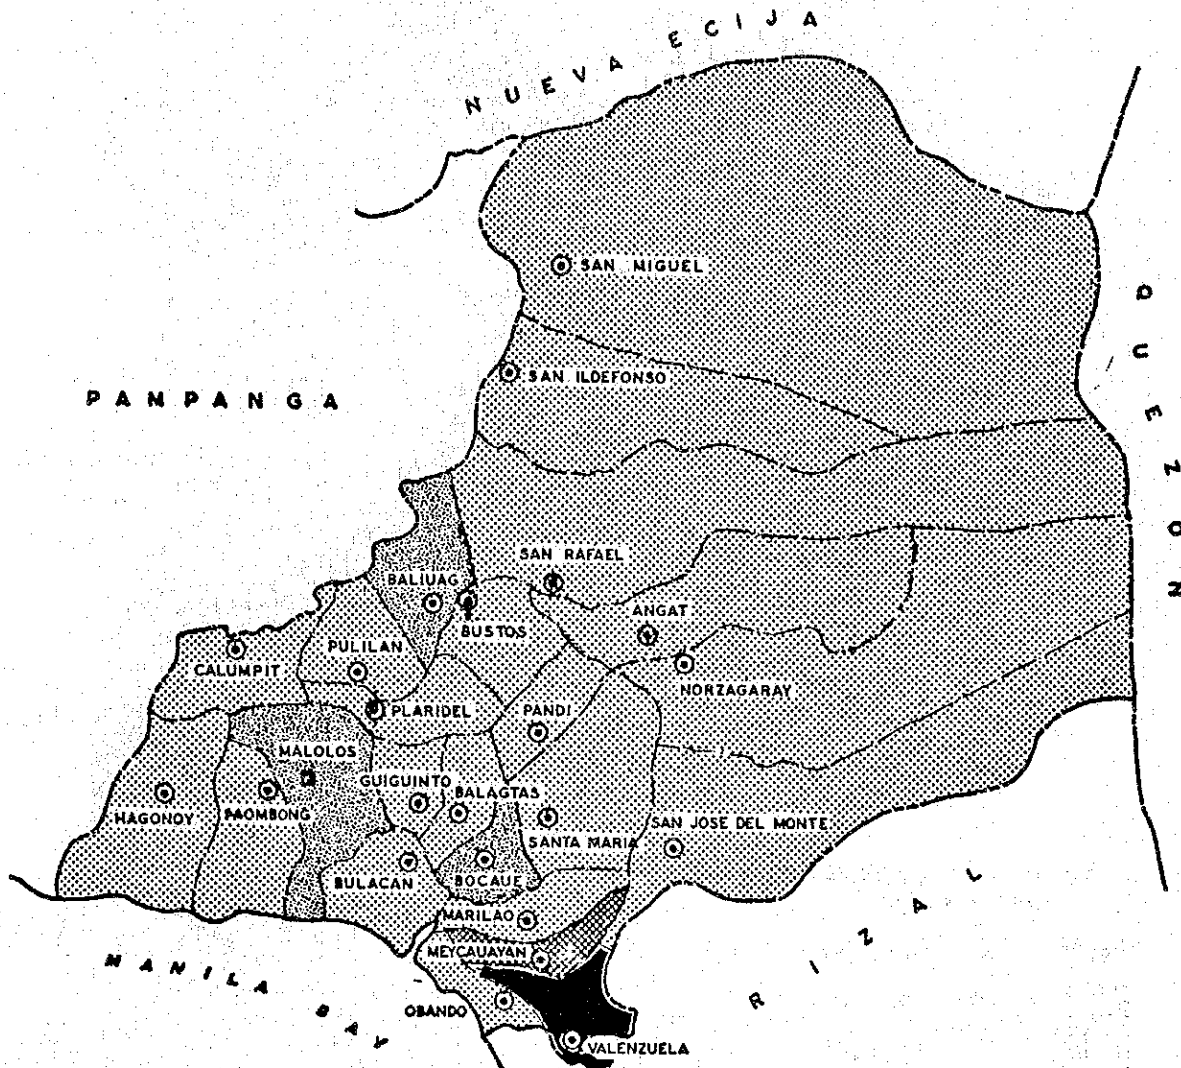 NUEVA ECIJA
SAN MIGUEL
QUEZON
SAN ILDEFONSO
PAMPANGA
SAN RAFAEL
BALIUAG
ANGAT
BUSTOS
PULILAN
CALUMPIT
NORZAGARAY
PLARIDEL
PANDI
MALOLOS
GUIGUINTO
BALAGTAS
HAGONOY
PAOMBONG
SAN JOSE DEL MONTE
SANTA MARIA
BULACAN
BOCAUE
MARILAO
MEYCAUAYAN
RIZAL
MANILA BAY
OBANDO
VALENZUELA